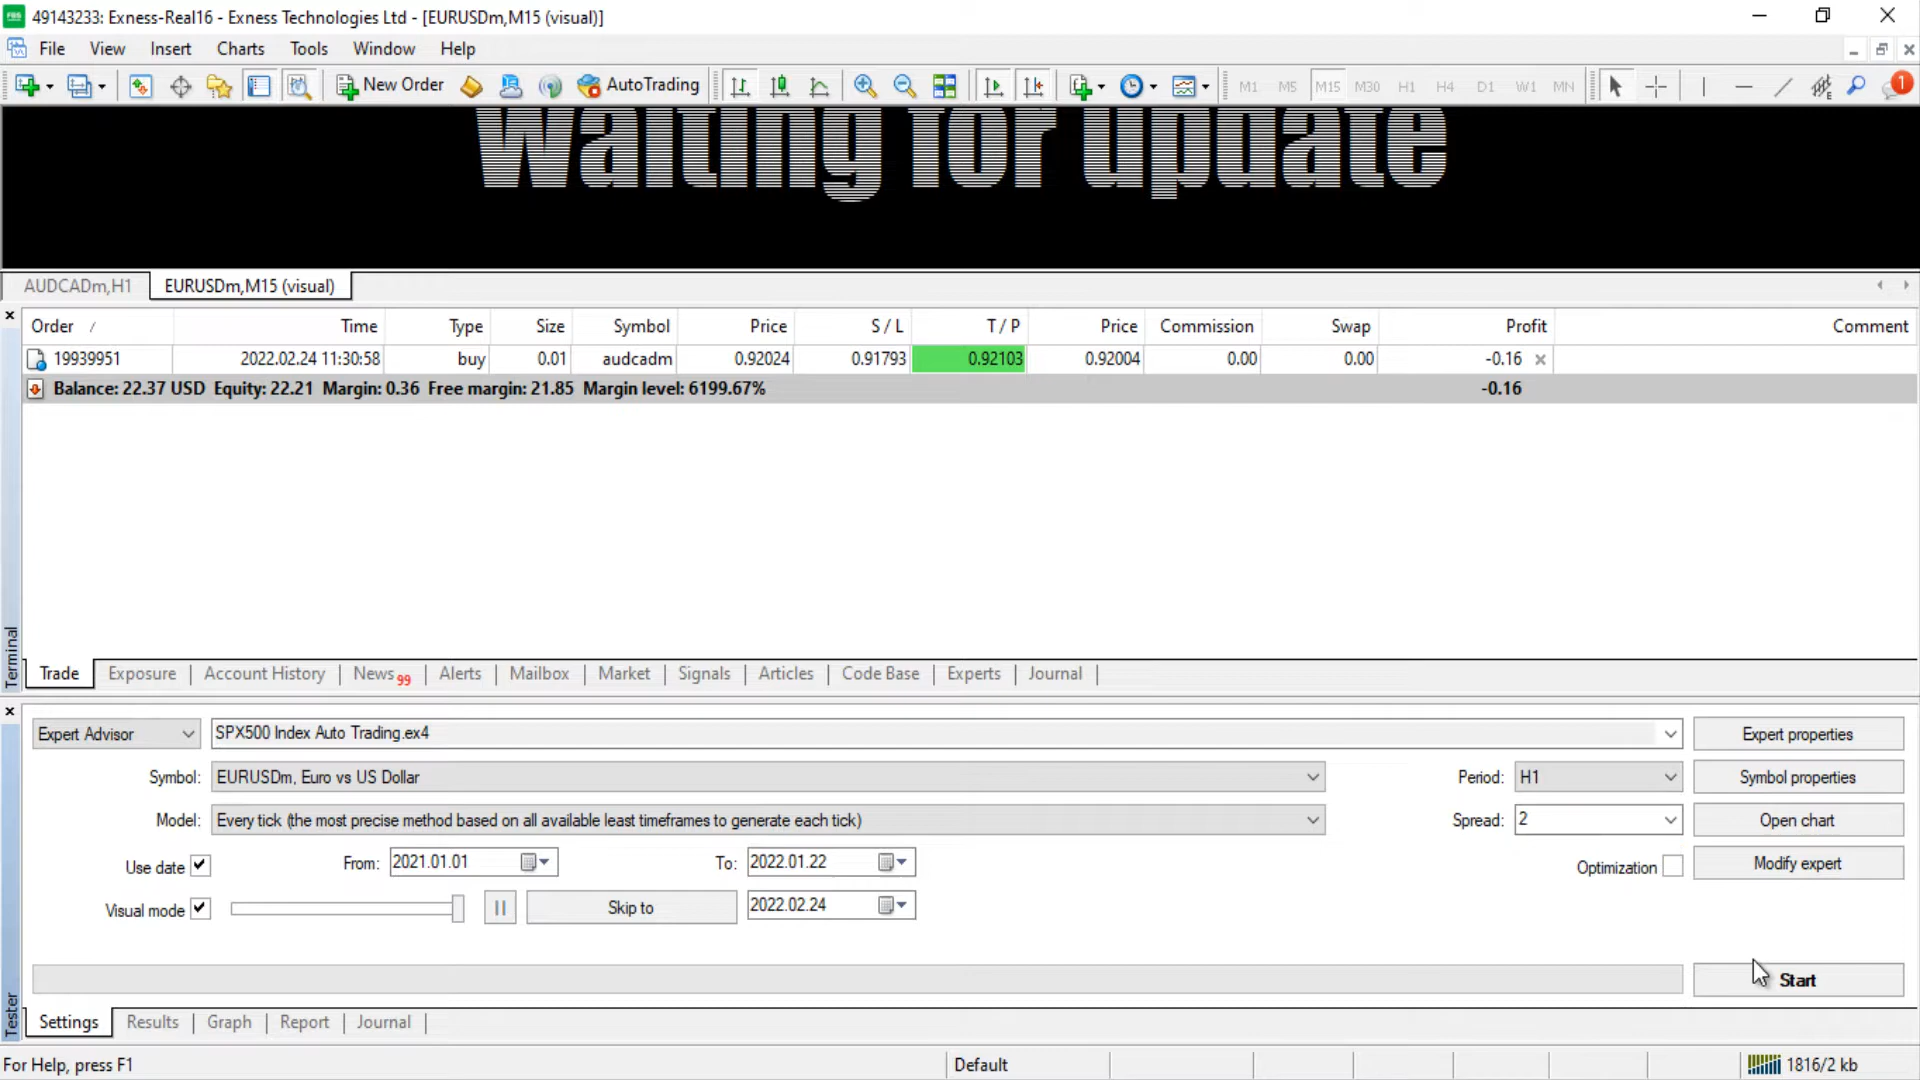 FBS 49143233: Exness-Real16 - Exness Technologies Ltd - [EURUSDm,M15 (visual)]
File View Insert Charts Tools Window Help
New Order AutoTrading M1 M5 M15 M30 H1 H4 D1 W1 MN 1
Waiting for update
AUDCADm,H1 EURUSDm,M15 (visual)
Order / Time Type Size Symbol Price S / L T / P Price Commission Swap Profit Comment
19939951 2022.02.24 11:30:58 buy 0.01 audcadm 0.92024 0.91793 0.92103 0.92004 0.00 0.00 -0.16
Balance: 22.37 USD Equity: 22.21 Margin: 0.36 Free margin: 21.85 Margin level: 6199.67% -0.16
Terminal
Trade Exposure Account History News 99 Alerts Mailbox Market Signals Articles Code Base Experts Journal
Expert Advisor SPX500 Index Auto Trading.ex4 Expert properties
Symbol: EURUSDm, Euro vs US Dollar Period: H1 Symbol properties
Model: Every tick (the most precise method based on all available least timeframes to generate each tick) Spread: 2 Open chart
Use date From: 2021.01.01 To: 2022.01.22 Optimization Modify expert
Visual mode Skip to 2022.02.24
Start
Tester
Settings Results Graph Report Journal
For Help, press F1 Default 1816/2 kb